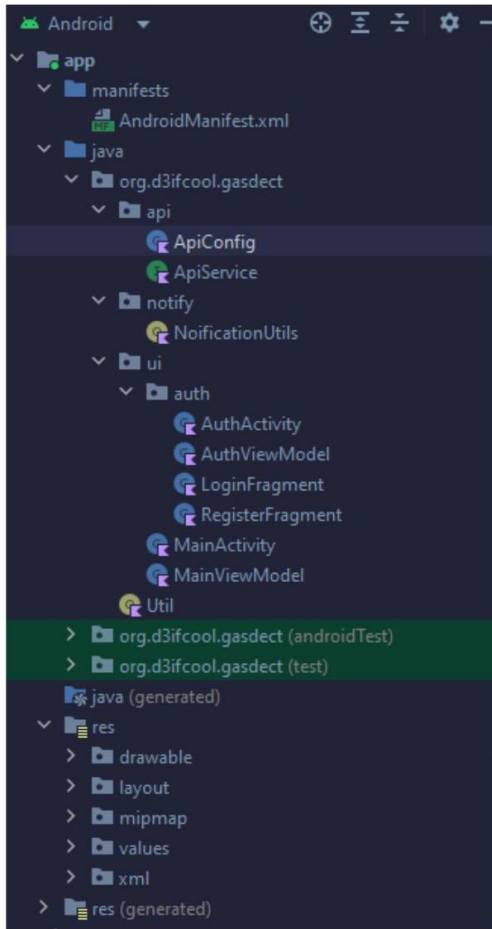 Android
app
manifests
AndroidManifest.xml
java
org.d3ifcool.gasdect
api
ApiConfig
ApiService
notify
NoificationUtils
ui
auth
AuthActivity
AuthViewModel
LoginFragment
RegisterFragment
MainActivity
MainViewModel
Util
org.d3ifcool.gasdect (androidTest)
org.d3ifcool.gasdect (test)
java (generated)
res
drawable
layout
mipmap
values
xml
res (generated)